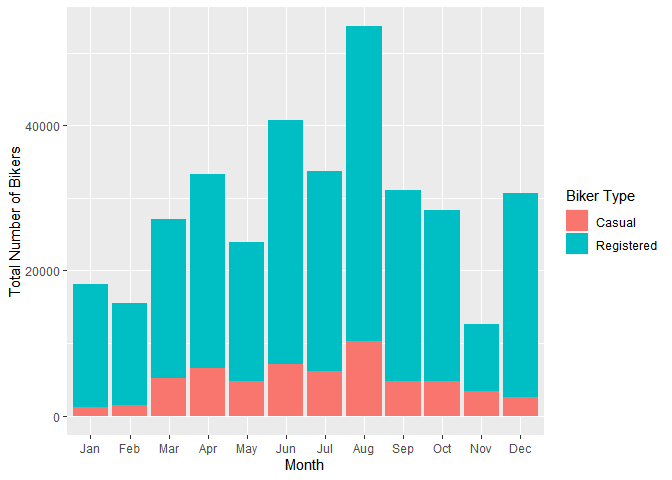 Total Number of Bikers
40000
20000
0
Jan Feb Mar Apr May Jun Jul Aug Sep Oct Nov Dec
Month
Biker Type
Casual
Registered